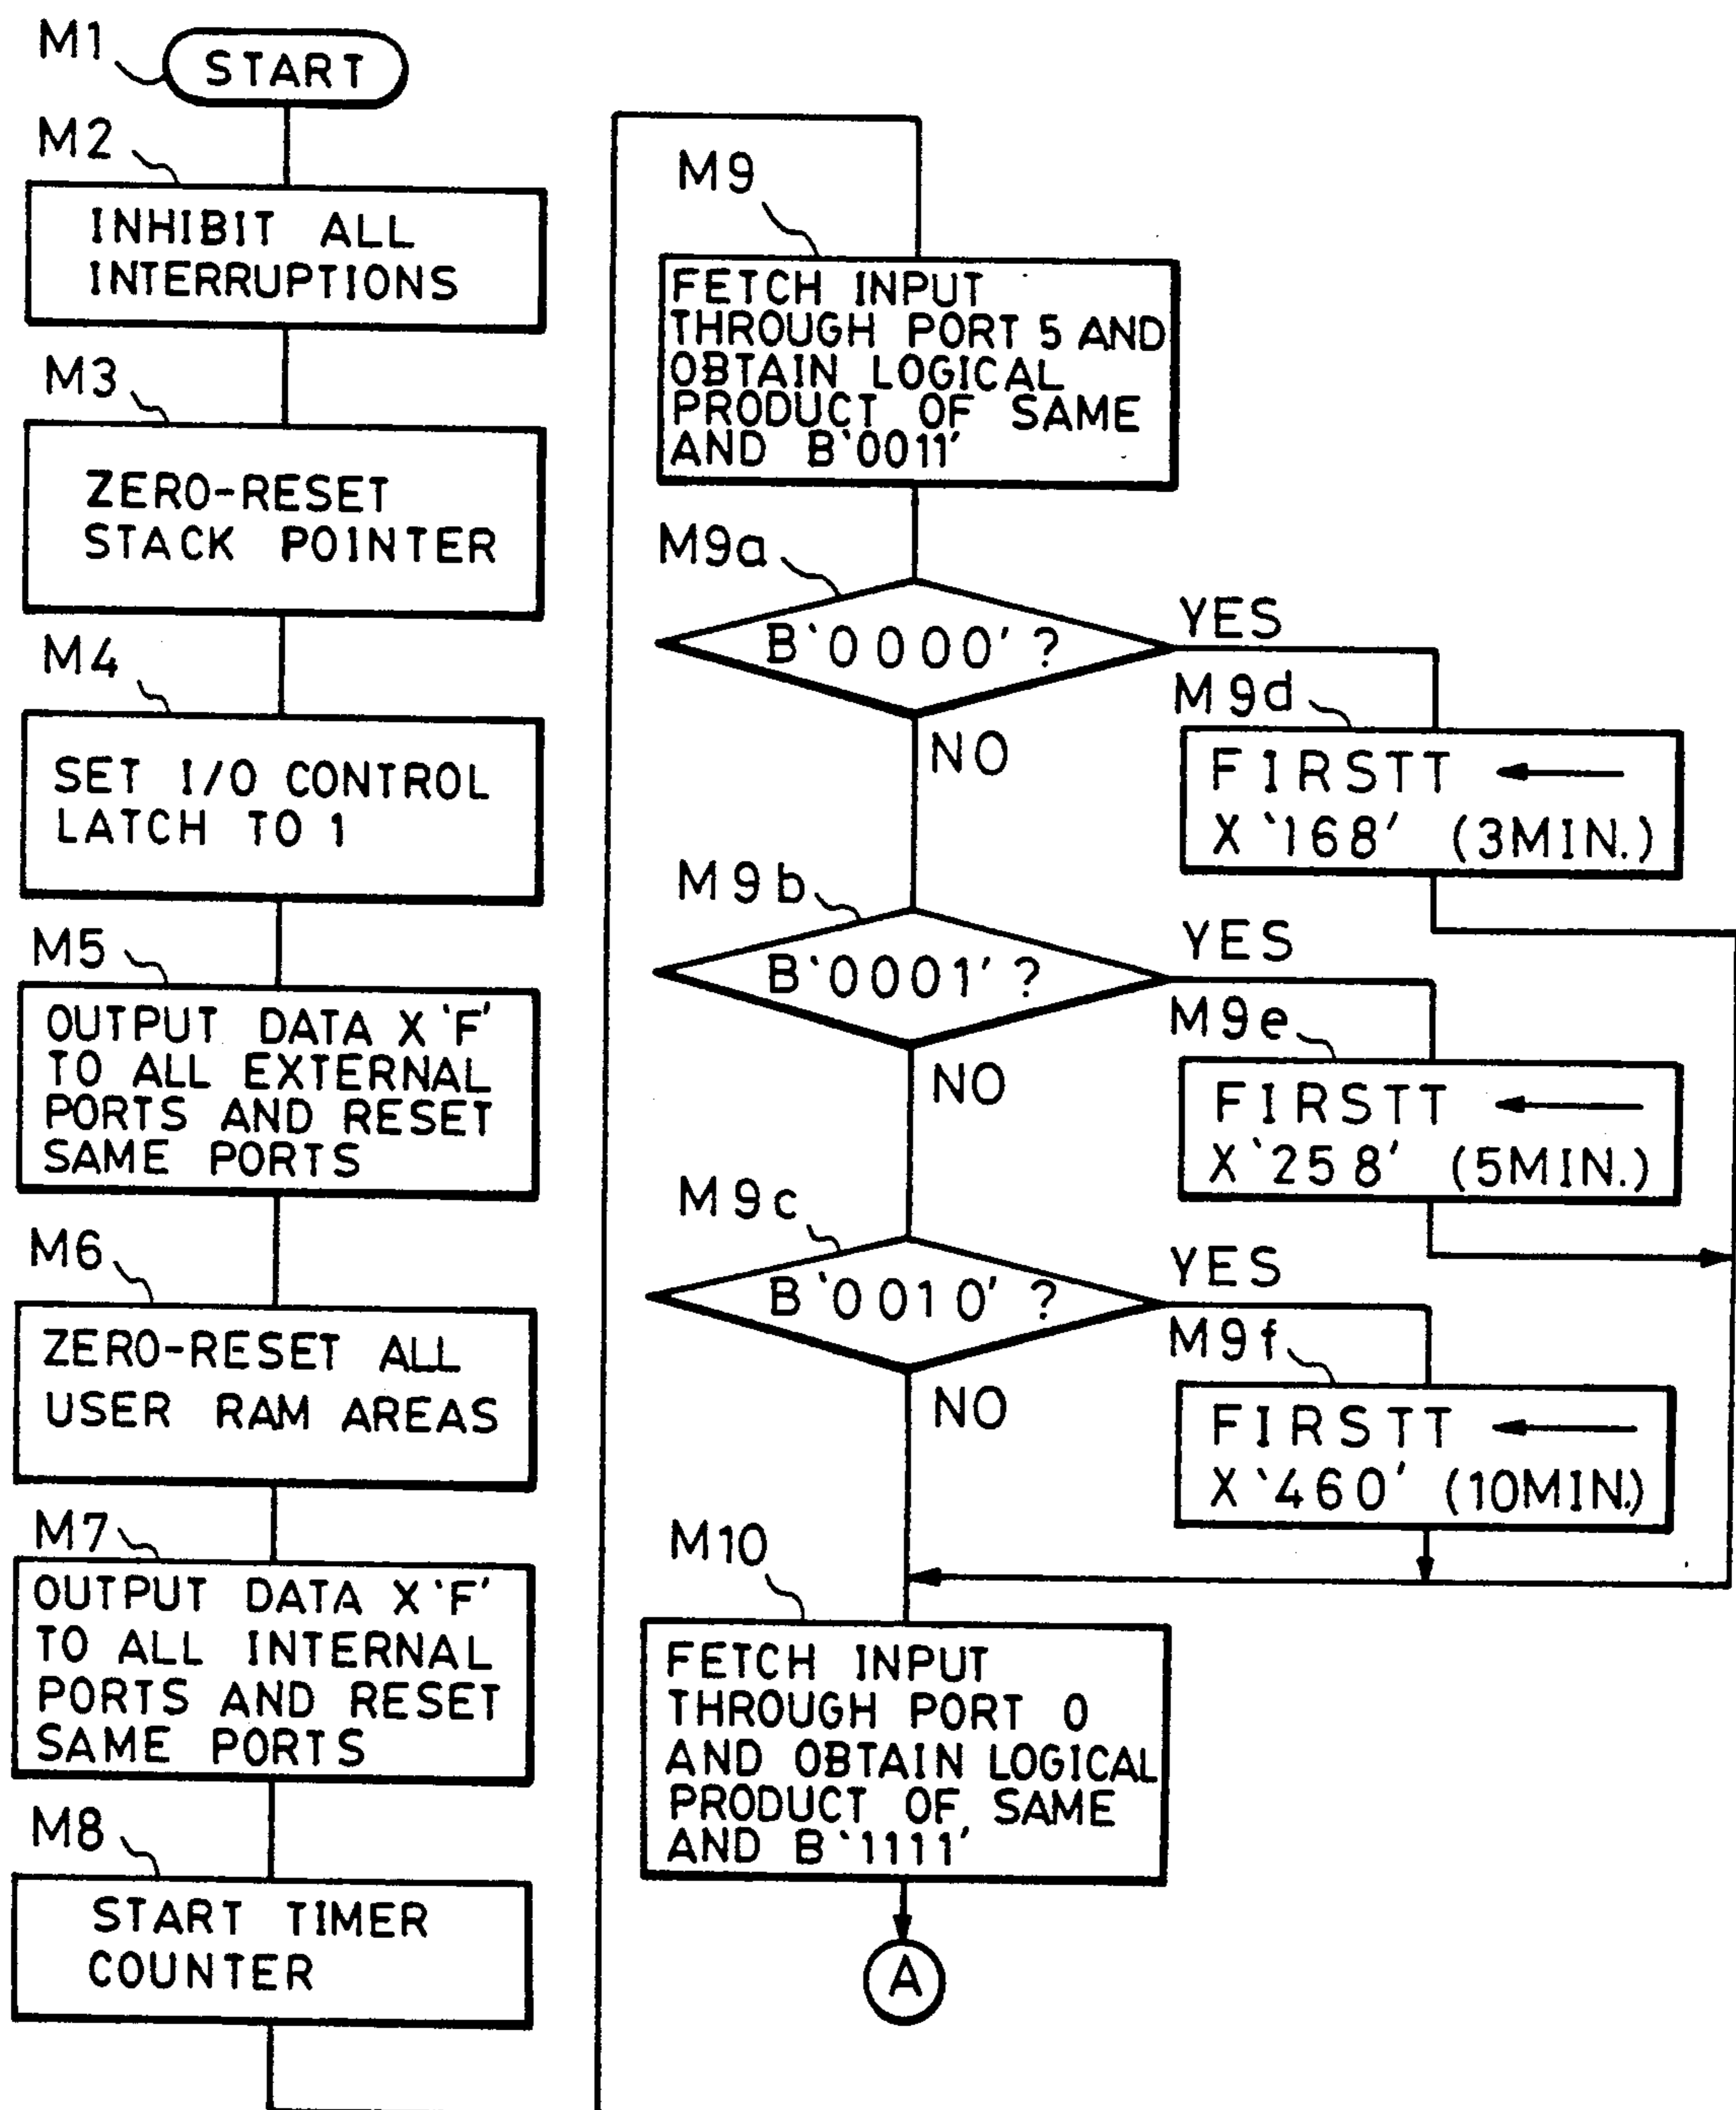 M1
START
M2
INHIBIT ALL
INTERRUPTIONS
M3
ZERO-RESET
STACK POINTER
M4
SET I/O CONTROL
LATCH TO 1
M5
OUTPUT DATA X'F'
TO ALL EXTERNAL
PORTS AND RESET
SAME PORTS
M6
ZERO-RESET ALL
USER RAM AREAS
M7
OUTPUT DATA X'F'
TO ALL INTERNAL
PORTS AND RESET
SAME PORTS
M8
START TIMER
COUNTER
M9
FETCH INPUT
THROUGH PORT 5 AND
OBTAIN LOGICAL
PRODUCT OF SAME
AND B'0011'
M9a
B'0000'?
YES
NO
M9d
FIRSTT ←
X'168' (3MIN.)
M9b
B'0001'?
YES
NO
M9e
FIRSTT ←
X'258' (5MIN.)
M9c
B'0010'?
YES
NO
M9f
FIRSTT ←
X'460' (10MIN.)
M10
FETCH INPUT
THROUGH PORT 0
AND OBTAIN LOGICAL
PRODUCT OF SAME
AND B'1111'
A